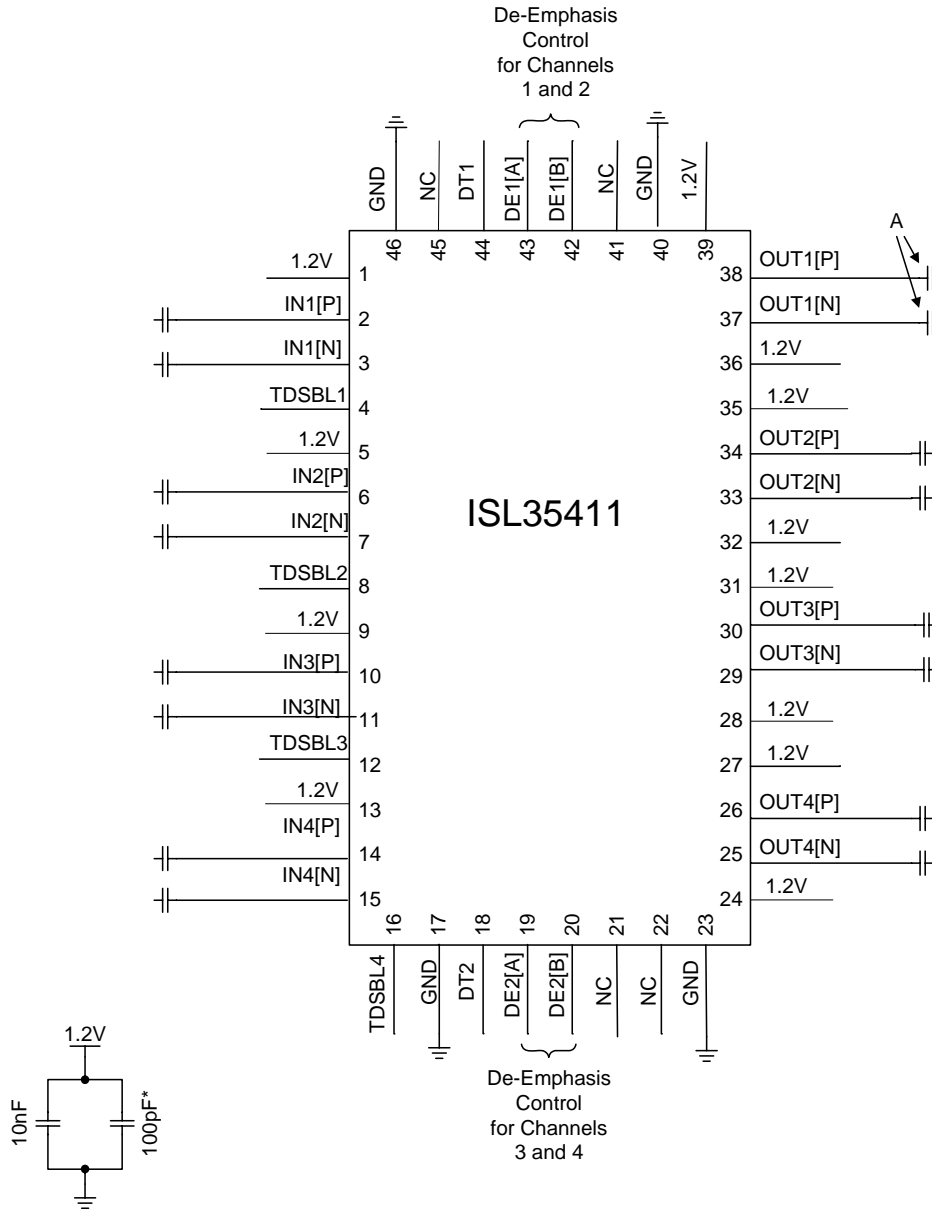 De-Emphasis
Control
for Channels
1 and 2
GND
NC
DT1
DE1[A]
DE1[B]
NC
GND
1.2V
46
45
44
43
42
41
40
39
A
1.2V
1
38
OUT1[P]
IN1[P]
2
37
OUT1[N]
IN1[N]
3
36
1.2V
TDSBL1
4
35
1.2V
1.2V
5
34
OUT2[P]
IN2[P]
6
33
OUT2[N]
ISL35411
IN2[N]
7
32
1.2V
TDSBL2
8
31
1.2V
1.2V
9
30
OUT3[P]
IN3[P]
10
29
OUT3[N]
IN3[N]
11
28
1.2V
TDSBL3
12
27
1.2V
1.2V
13
26
OUT4[P]
IN4[P]
14
25
OUT4[N]
IN4[N]
15
24
1.2V
16
17
18
19
20
21
22
23
TDSBL4
GND
DT2
DE2[A]
DE2[B]
NC
NC
GND
De-Emphasis
Control
for Channels
3 and 4
1.2V
10nF
100pF*